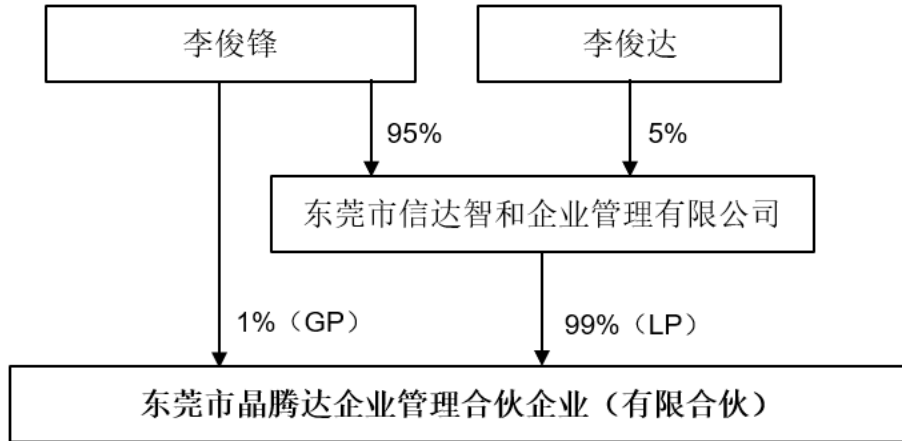 李俊锋
李俊达
95%
5%
东莞市信达智和企业管理有限公司
1%（GP）
99%（LP）
东莞市晶腾达企业管理合伙企业（有限合伙）